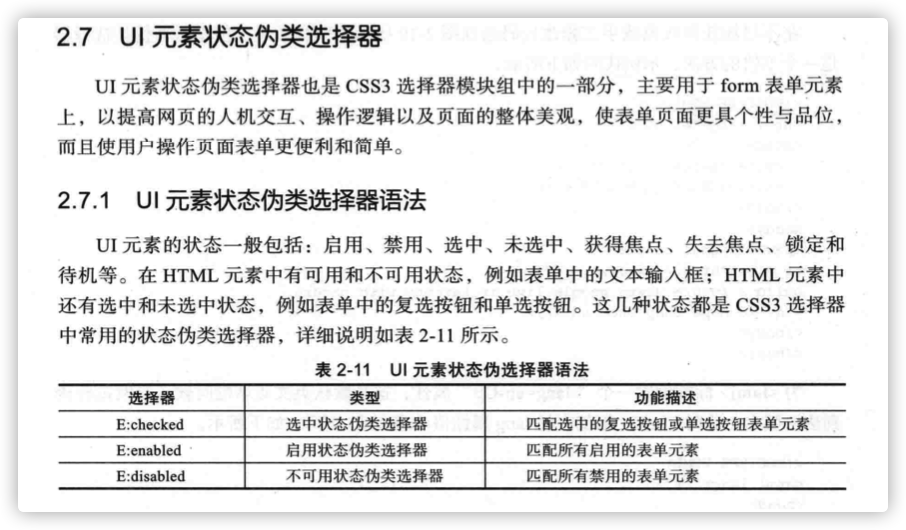 2.7 UI 元素状态伪类选择器
UI 元素状态伪类选择器也是 CSS3 选择器模块组中的一部分，主要用于 form 表单元素
上，以提高网页的人机交互、操作逻辑以及页面的整体美观，使表单页面更具个性与品位，
而且使用户操作页面表单更便利和简单。
2.7.1 UI 元素状态伪类选择器语法
UI 元素的状态一般包括：启用、禁用、选中、未选中、获得焦点、失去焦点、锁定和
待机等。在 HTML 元素中有可用和不可用状态，例如表单中的文本输入框；HTML 元素中
还有选中和未选中状态，例如表单中的复选按钮和单选按钮。这几种状态都是 CSS3 选择器
中常用的状态伪类选择器，详细说明如表 2-11 所示。
表 2-11 UI 元素状态伪选择器语法
选择器 类型 功能描述
E:checked 选中状态伪类选择器 匹配选中的复选按钮或单选按钮表单元素
E:enabled 启用状态伪类选择器 匹配所有启用的表单元素
E:disabled 不可用状态伪类选择器 匹配所有禁用的表单元素